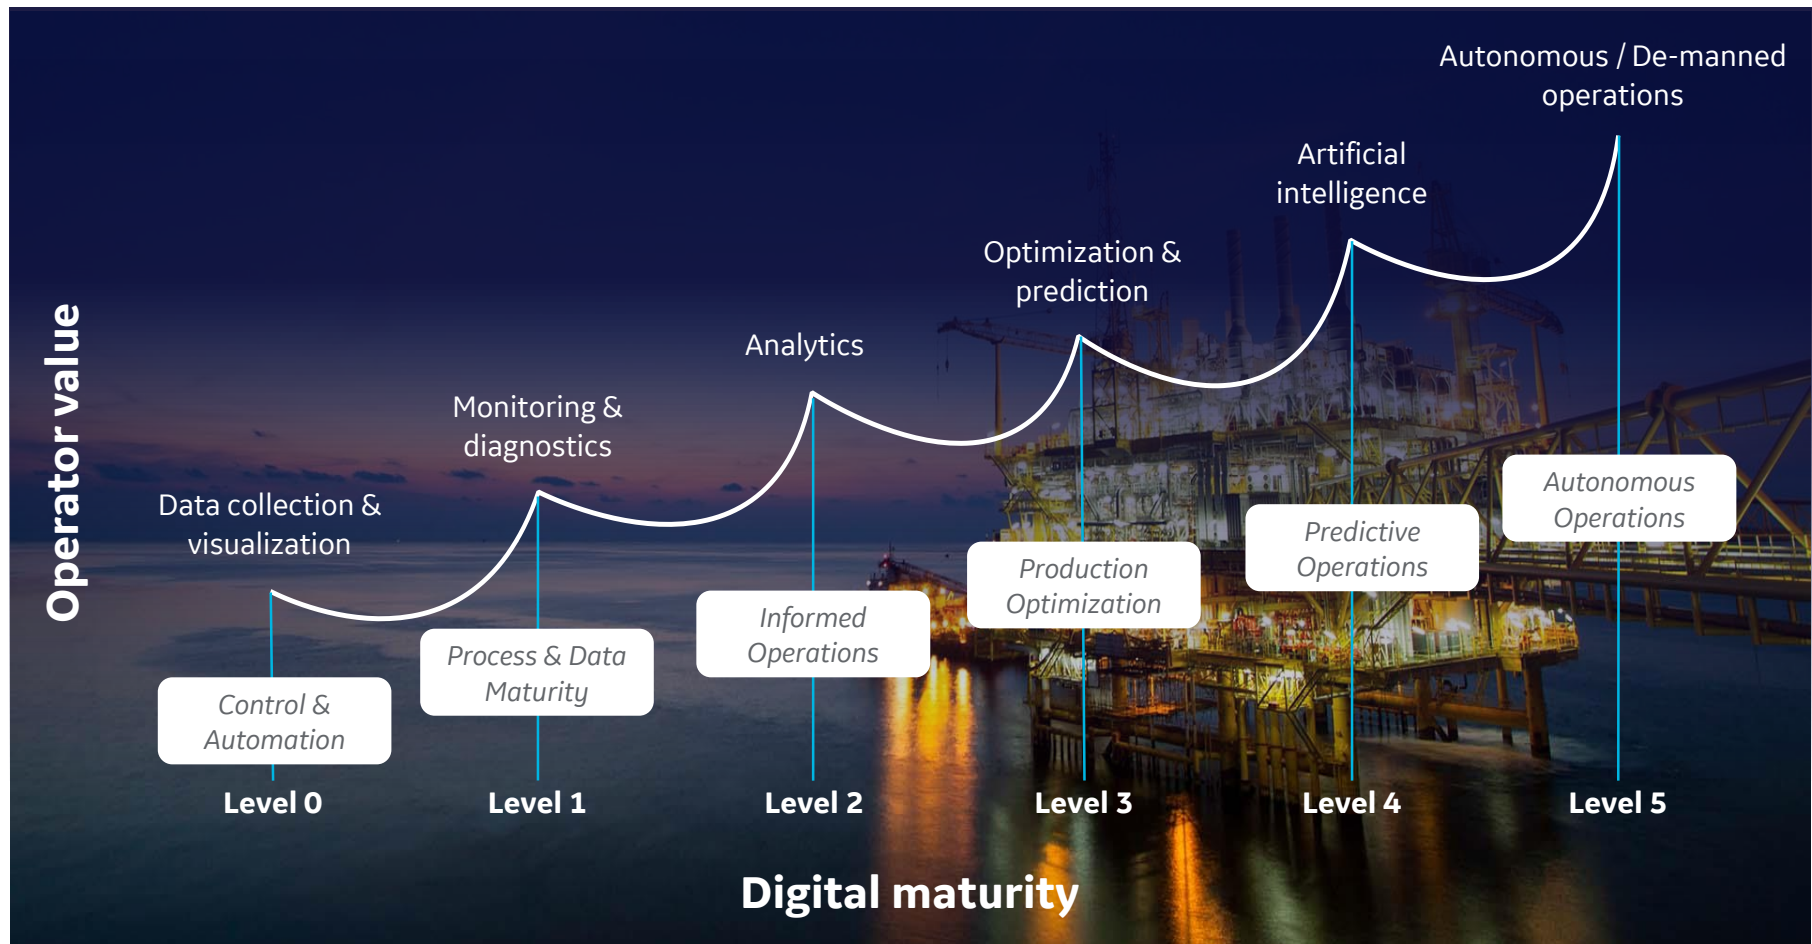 Autonomous / De-manned
operations
Artificial
intelligence
Optimization &
prediction
Analytics
Monitoring &
diagnostics
Data collection &
visualization
Operator value
Autonomous
Operations
Predictive
Operations
Production
Optimization
Informed
Operations
Process & Data
Maturity
Control &
Automation
Level 0
Level 1
Level 2
Level 3
Level 4
Level 5
Digital maturity